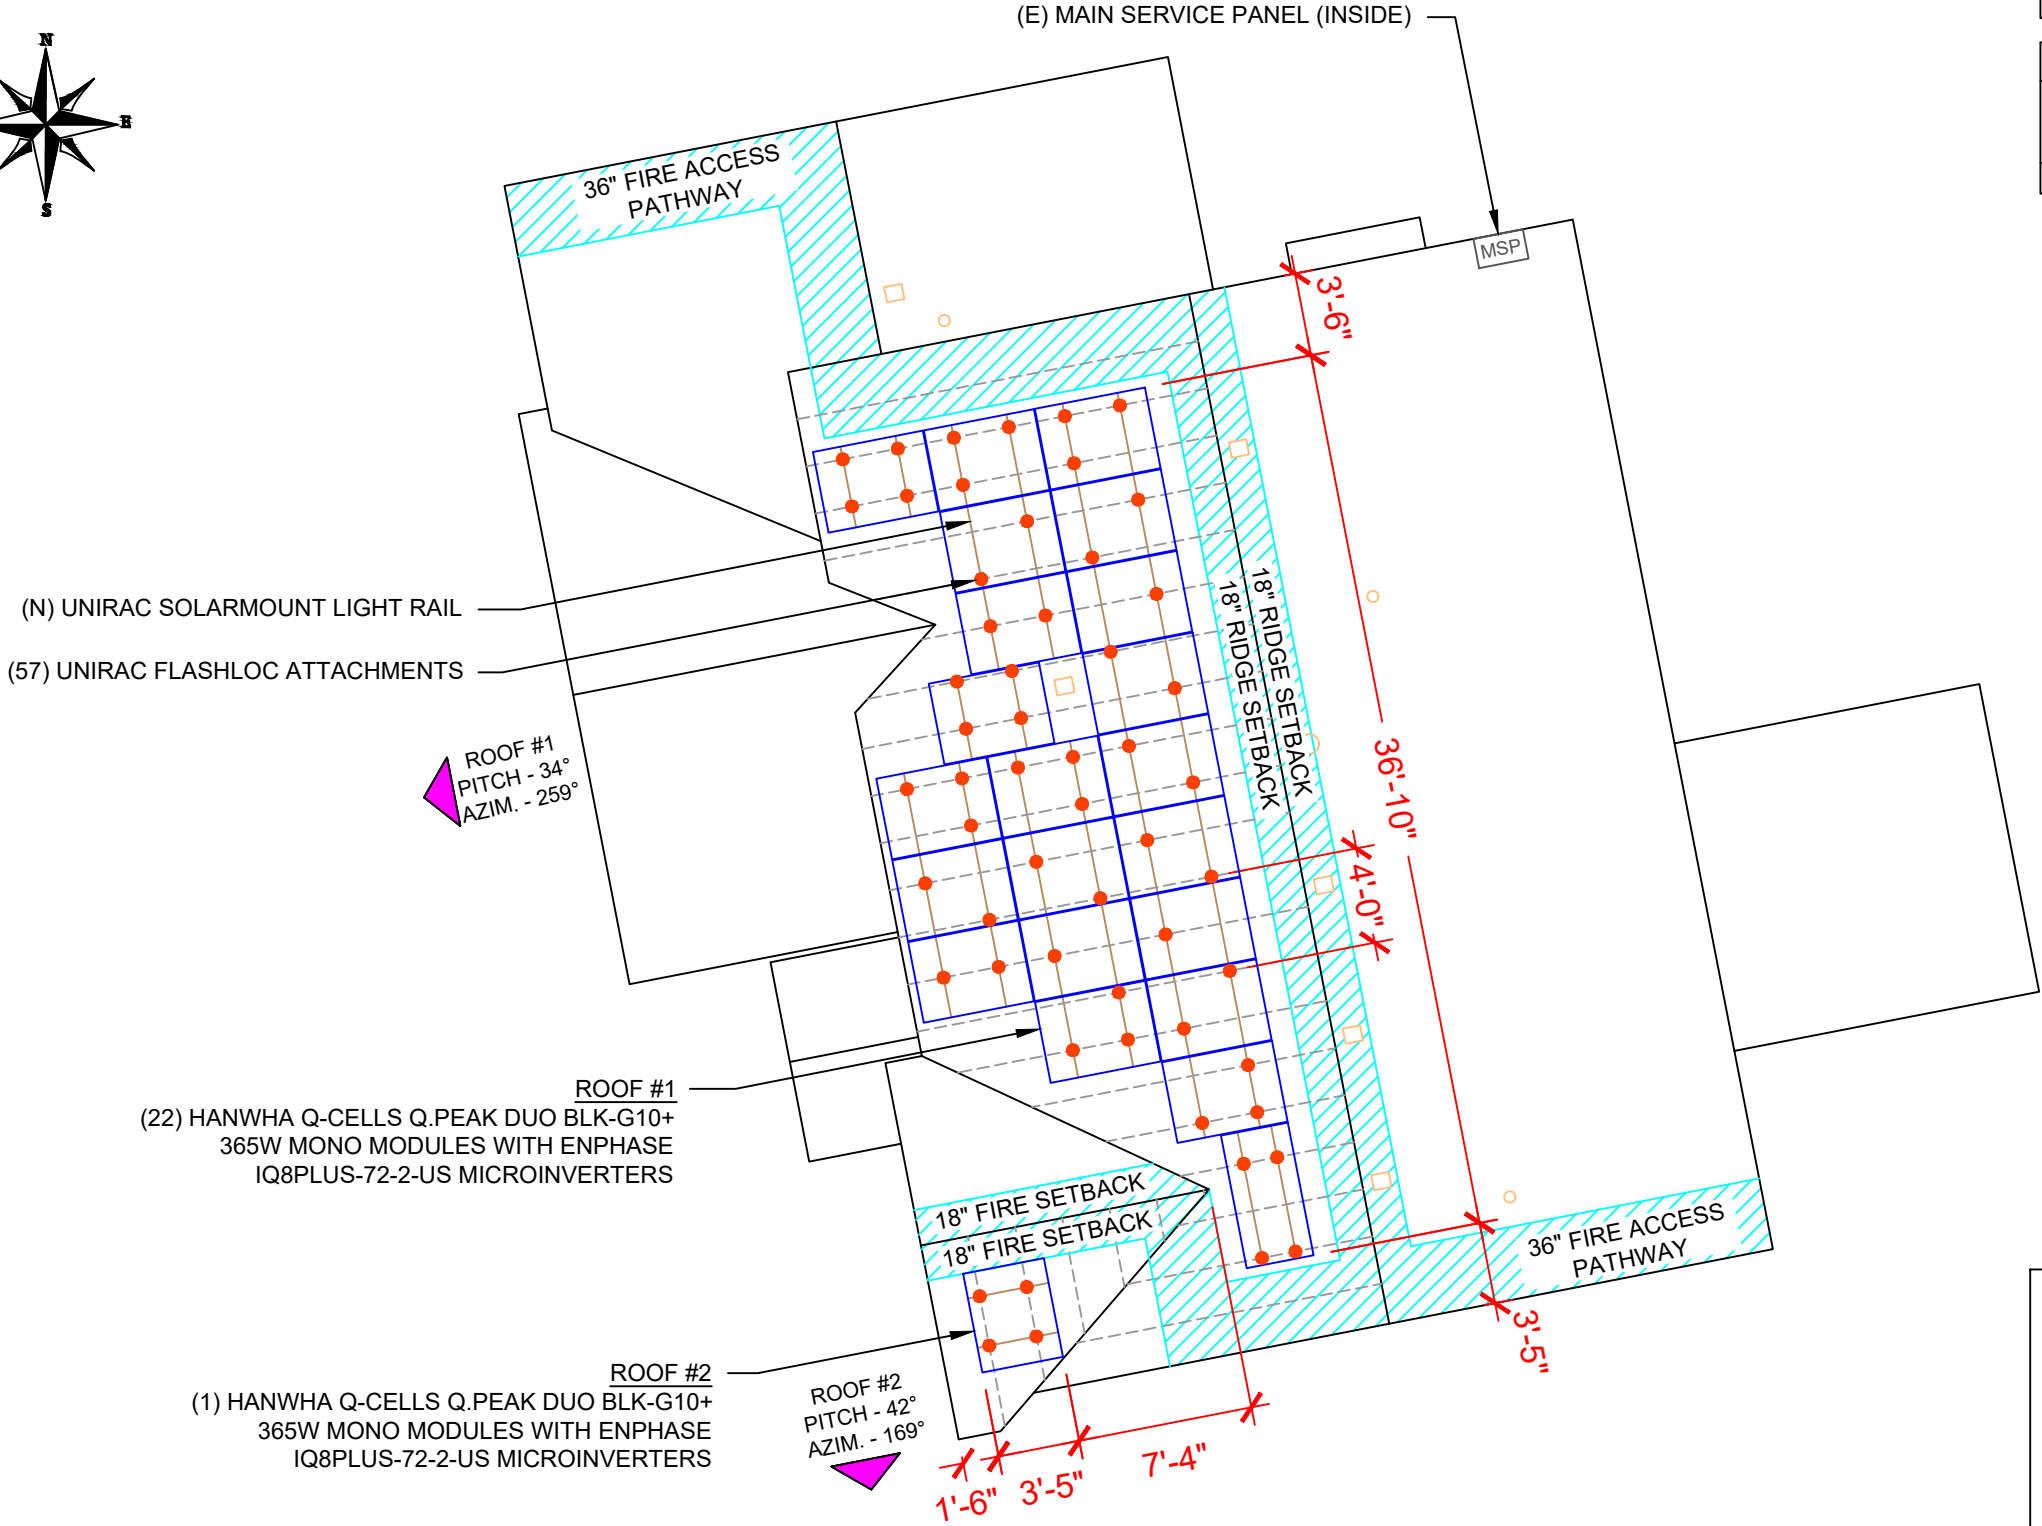 (E) MAIN SERVICE PANEL (INSIDE)
N
E
S
36" FIRE ACCESS
PATHWAY
MSP
3'-6"
18" RIDGE SETBACK
18" RIDGE SETBACK
(N) UNIRAC SOLARMOUNT LIGHT RAIL
(57) UNIRAC FLASHLOC ATTACHMENTS
ROOF #1
PITCH - 34°
AZIM. - 259°
36'-10"
4'-0"
ROOF #1
(22) HANWHA Q-CELLS Q.PEAK DUO BLK-G10+
365W MONO MODULES WITH ENPHASE
IQ8PLUS-72-2-US MICROINVERTERS
18" FIRE SETBACK
18" FIRE SETBACK
36" FIRE ACCESS
PATHWAY
3'-5"
ROOF #2
(1) HANWHA Q-CELLS Q.PEAK DUO BLK-G10+
365W MONO MODULES WITH ENPHASE
IQ8PLUS-72-2-US MICROINVERTERS
ROOF #2
PITCH - 42°
AZIM. - 169°
1'-6"
3'-5"
7'-4"